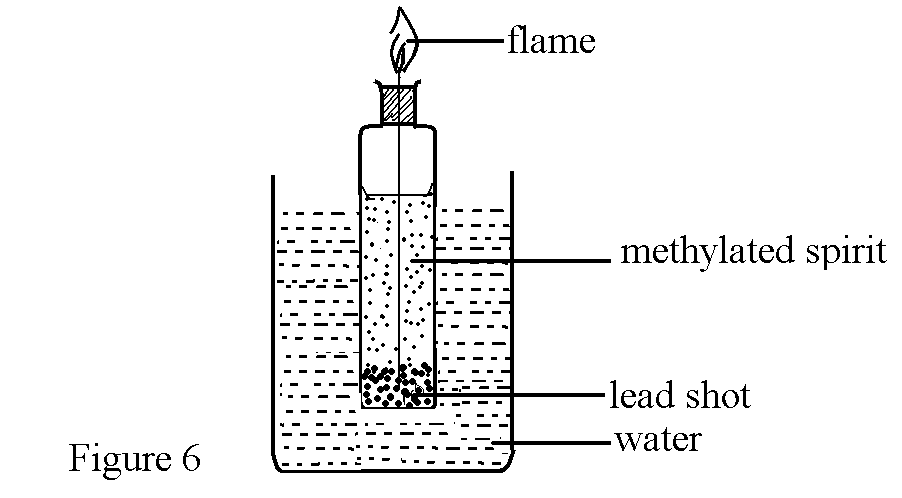 flame
methylated spirit
lead shot
water
Figure 6